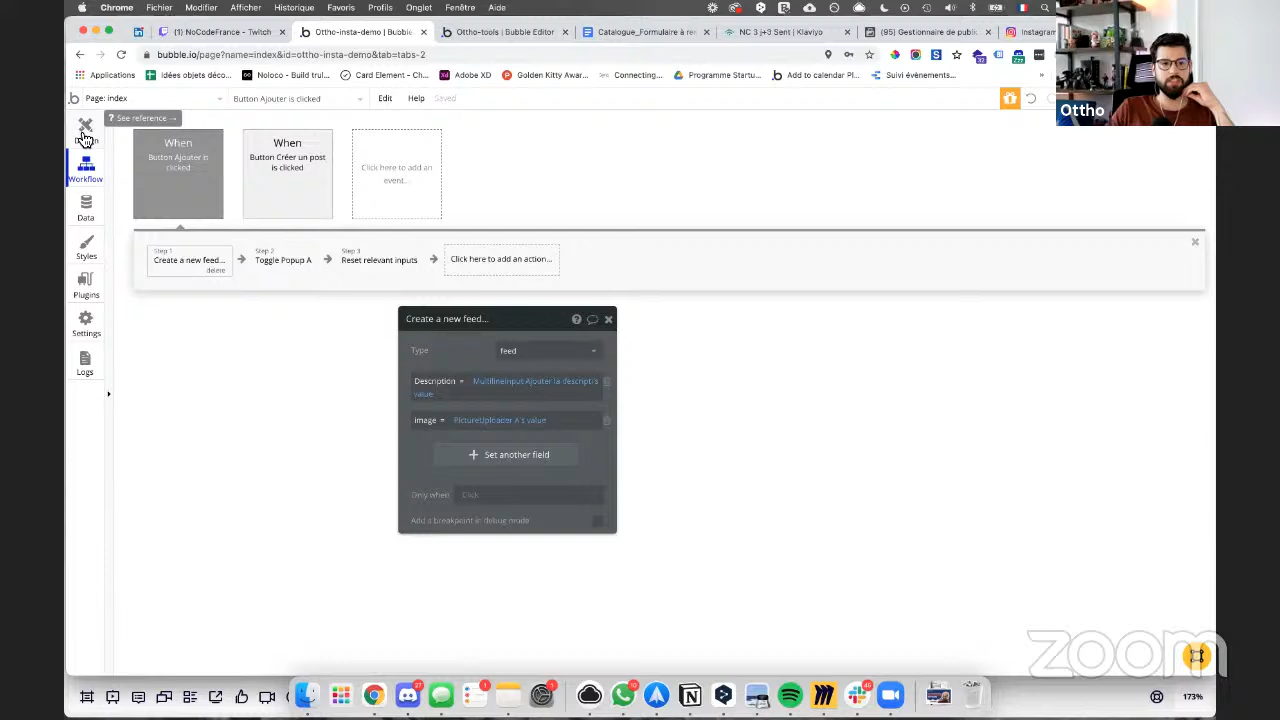 Chrome Fichier Modifier Afficher Historique Favoris Profils Onglet Fenêtre Aide
NoCodeFrance - Twitch
Ottho-insta-demo | Bubble
Ottho-tools | Bubble Editor
Catalogue_Formulaire à re
NC 3 j+3 Sent | Klaviyo
(95) Gestionnaire de public
Instagram
bubble.io/page?name=index&id=ottho-insta-demo&tab=tabs-2
Applications
Idées objets déco...
Noloco - Build trul...
Card Element - Car...
Adobe XD
Golden Kitty Awar...
Connecting...
Programme Startu...
Add to calendar Pl...
Suivi évènements...
Page: index
Button Ajouter is clicked
Edit
Help
Saved
? See reference →
Ottho
Workflow
Data
Styles
Plugins
Settings
Logs
When
Button Ajouter is
clicked
When
Button Créer un post
is clicked
Click here to add an
event...
Step 1
Create a new feed...
delete
Step 2
Toggle Popup A
Step 3
Reset relevant inputs
Click here to add an action...
Create a new feed...
Type
feed
Description =
MultilineInput Ajouter la descripti's
value
image =
PictureUploader A's value
Set another field
Only when
Click
Add a breakpoint in debug mode
zoom
173%